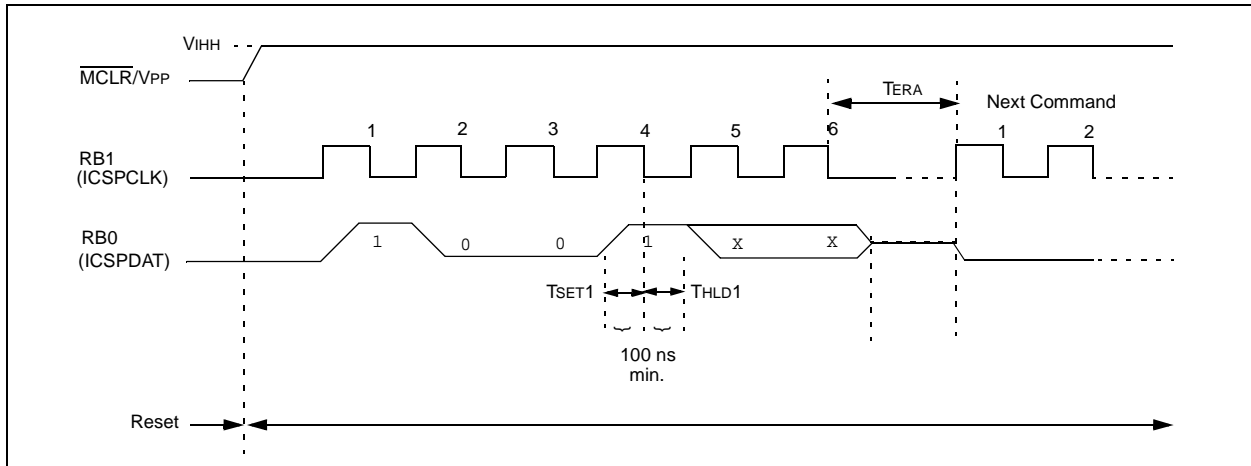 VIHH
MCLR/VPP
TERA
Next Command
1 2 3 4 5 6 1 2
RB1
(ICSPCLK)
RB0
(ICSPDAT)
1 0 0 1 X X
TSET1 THLD1
100 ns
min.
Reset